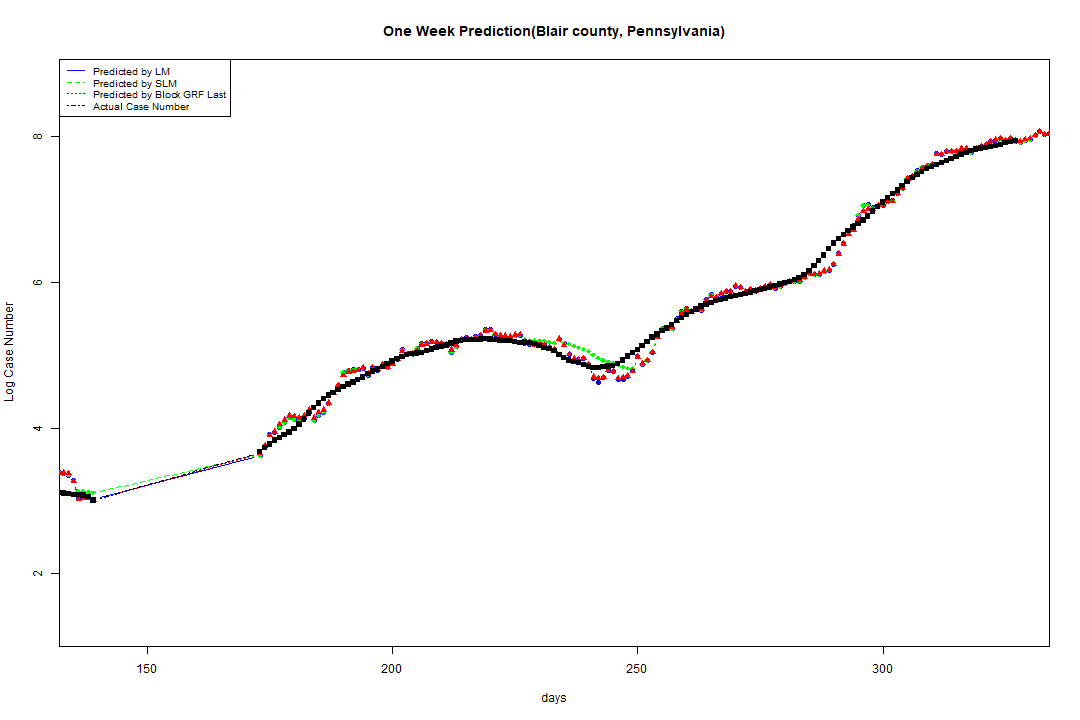 One Week Prediction(Blair county, Pennsylvania)
Predicted by LM
Predicted by SLM
Predicted by Block GRF Last
Actual Case Number
8
6
4
2
Log Case Number
150
200
250
300
days